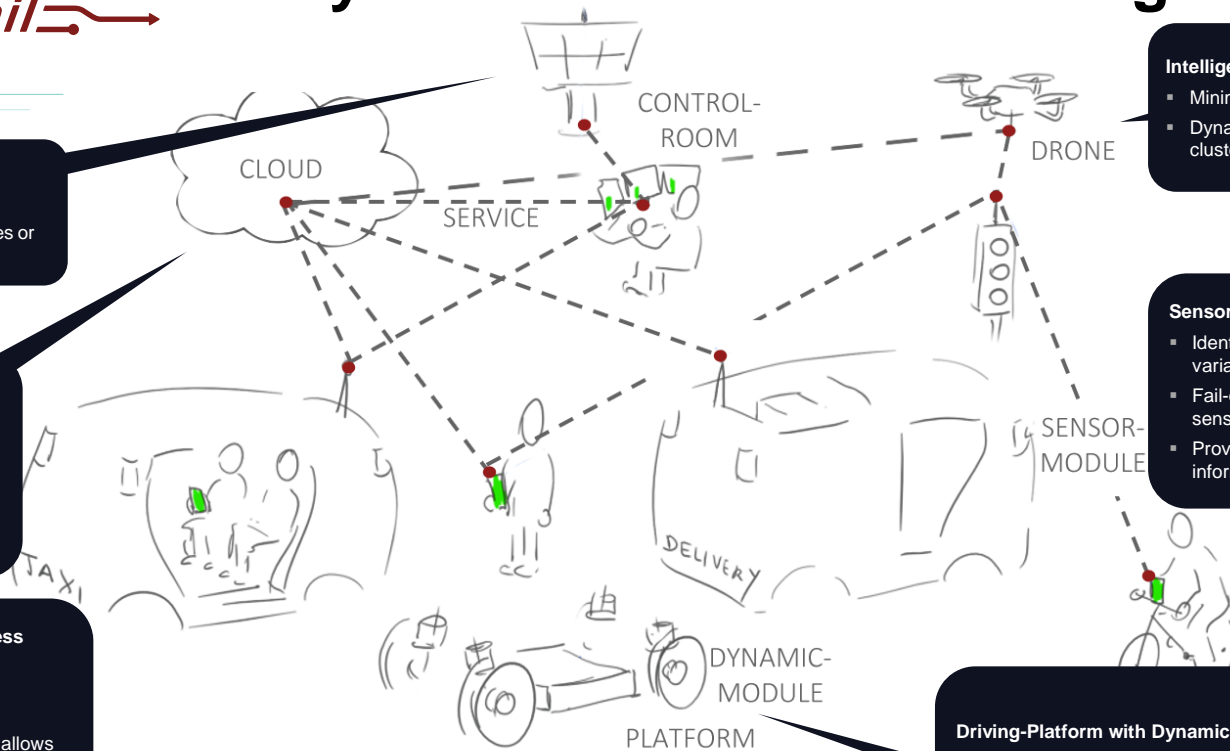 CONTROL-
ROOM
CLOUD
DRONE
SERVICE
SENSOR-
MODULE
TAXI
DELIVERY
DYNAMIC-
MODULE
PLATFORM
es or
ess
allows
Intellige
Minin
Dyna
cluste
Sensor
Ident
varia
Fail-
sens
Prov
infor
Driving-Platform with Dynamic